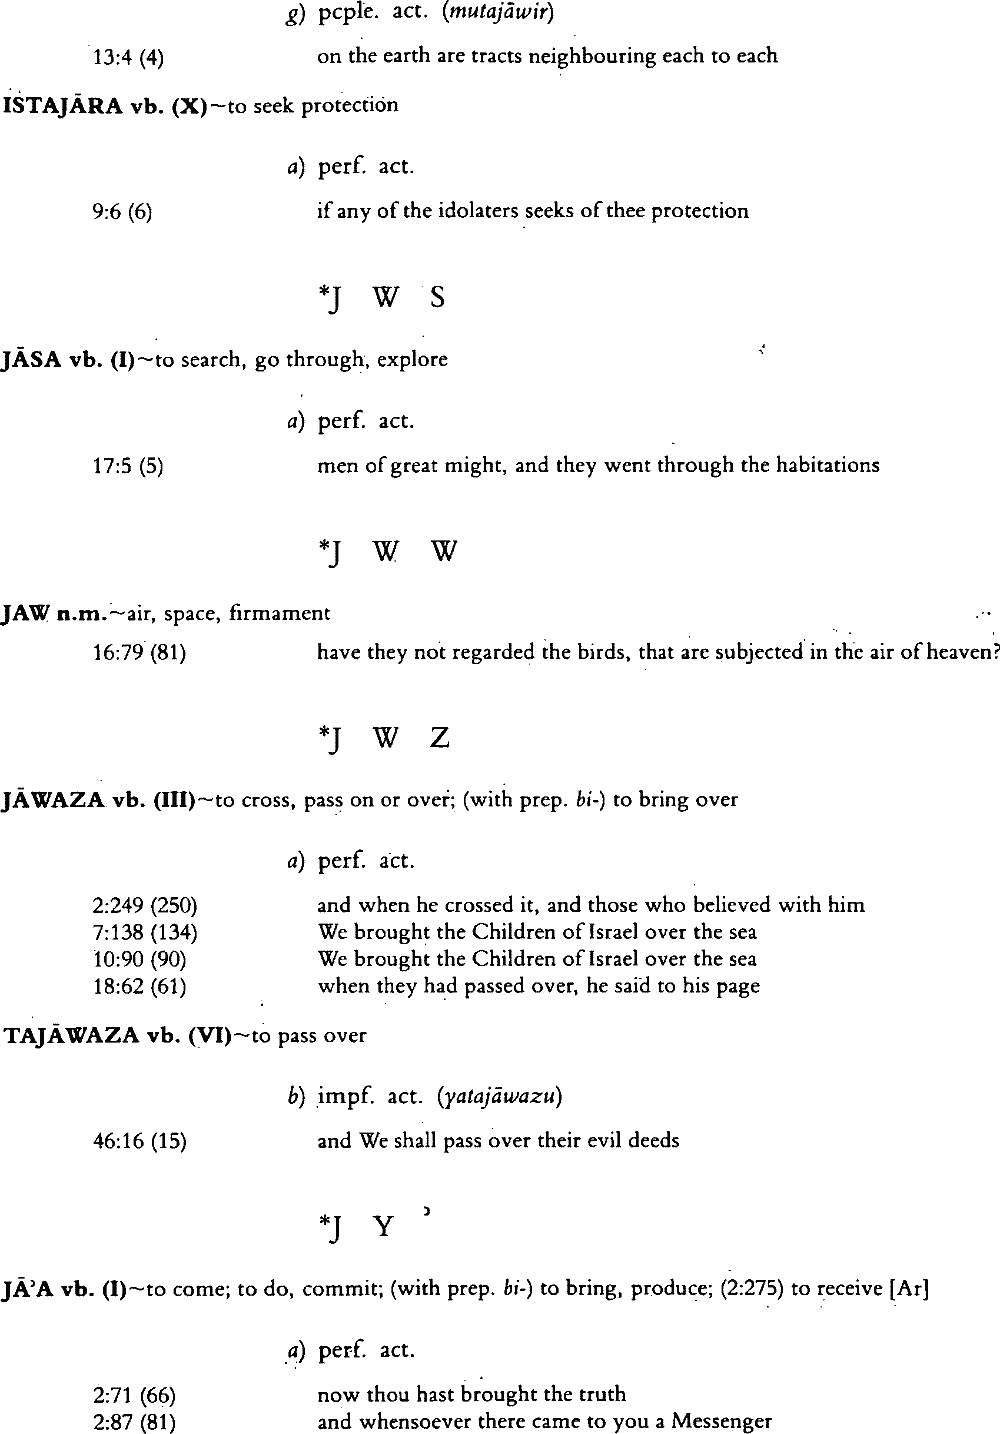 g) pcple. act. (mutajāwir)
13:4 (4) on the earth are tracts neighbouring each to each
ISTAJĀRA vb. (X)~to seek protection
a) perf. act.
9:6 (6) if any of the idolaters seeks of thee protection
*J W S
JĀSA vb. (I)~to search, go through, explore
a) perf. act.
17:5 (5) men of great might, and they went through the habitations
*J W W
JAW n.m.~air, space, firmament
16:79 (81) have they not regarded the birds, that are subjected in the air of heaven?
*J W Z
JĀWAZA vb. (III)~to cross, pass on or over; (with prep. bi-) to bring over
a) perf. act.
2:249 (250) and when he crossed it, and those who believed with him
7:138 (134) We brought the Children of Israel over the sea
10:90 (90) We brought the Children of Israel over the sea
18:62 (61) when they had passed over, he said to his page
TAJĀWAZA vb. (VI)~to pass over
b) impf. act. (yatajāwazu)
46:16 (15) and We shall pass over their evil deeds
*J Y ʾ
JĀʾA vb. (I)~to come; to do, commit; (with prep. bi-) to bring, produce; (2:275) to receive [Ar]
a) perf. act.
2:71 (66) now thou hast brought the truth
2:87 (81) and whensoever there came to you a Messenger